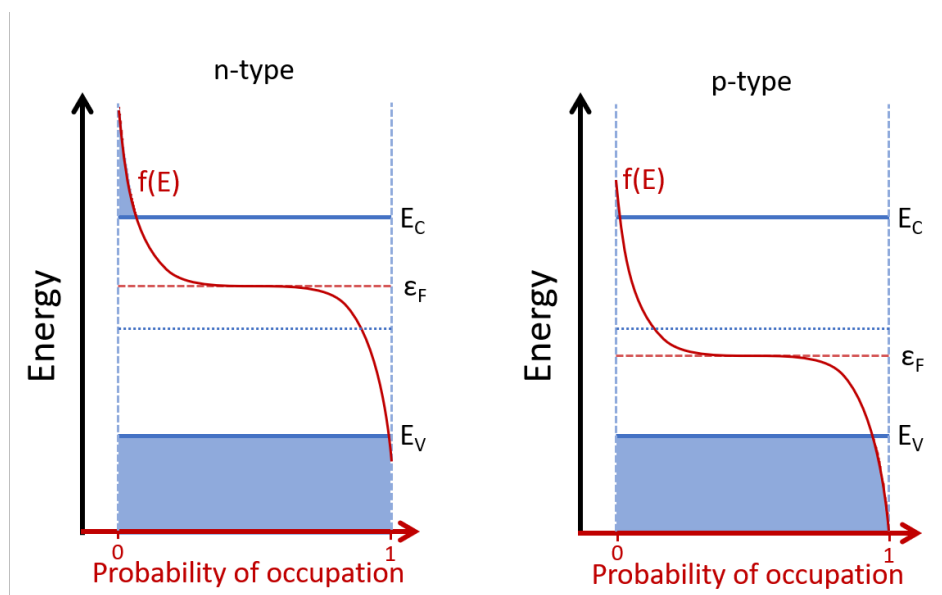 n-type
f(E)
E_C
ε_F
E_V
Energy
0 1
Probability of occupation
p-type
f(E)
E_C
ε_F
E_V
Energy
0 1
Probability of occupation